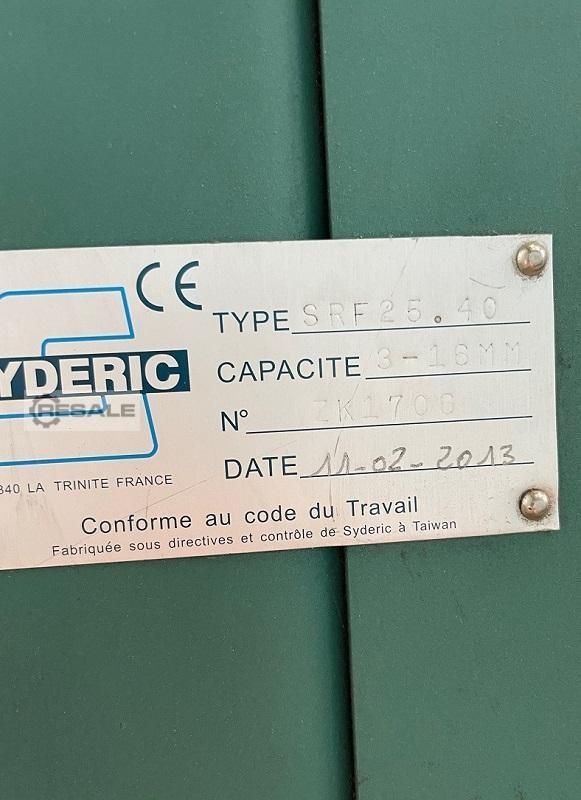 CE
TYPE SRF25.40
YDERIC
CAPACITE 3-16MM
RESALE
N° ZK1706
DATE 11-02-2013
340 LA TRINITE FRANCE
Conforme au code du Travail
Fabriquée sous directives et contrôle de Syderic à Taiwan